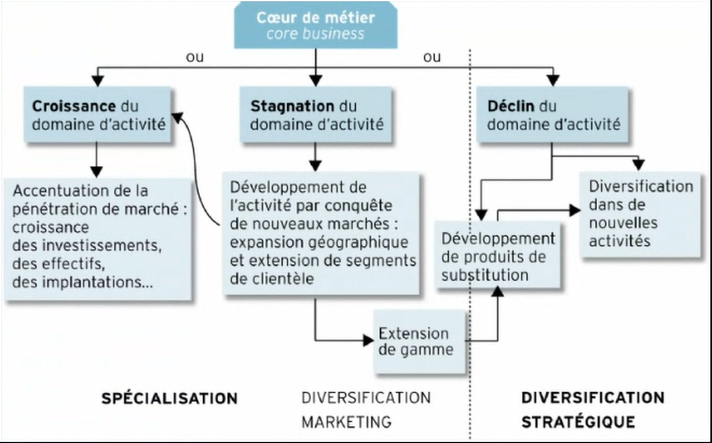 Cœur de métier
core business
ou
ou
Croissance du
domaine d'activité
Stagnation du
domaine d'activité
Déclin du
domaine d'activité
Accentuation de la
pénétration de marché :
croissance
des investissements,
des effectifs,
des implantations...
Développement de
l'activité par conquête
de nouveaux marchés :
expansion géographique
et extension de segments
de clientèle
Diversification
dans de
nouvelles
activités
Développement
de produits de
substitution
Extension
de gamme
SPÉCIALISATION
DIVERSIFICATION
MARKETING
DIVERSIFICATION
STRATÉGIQUE